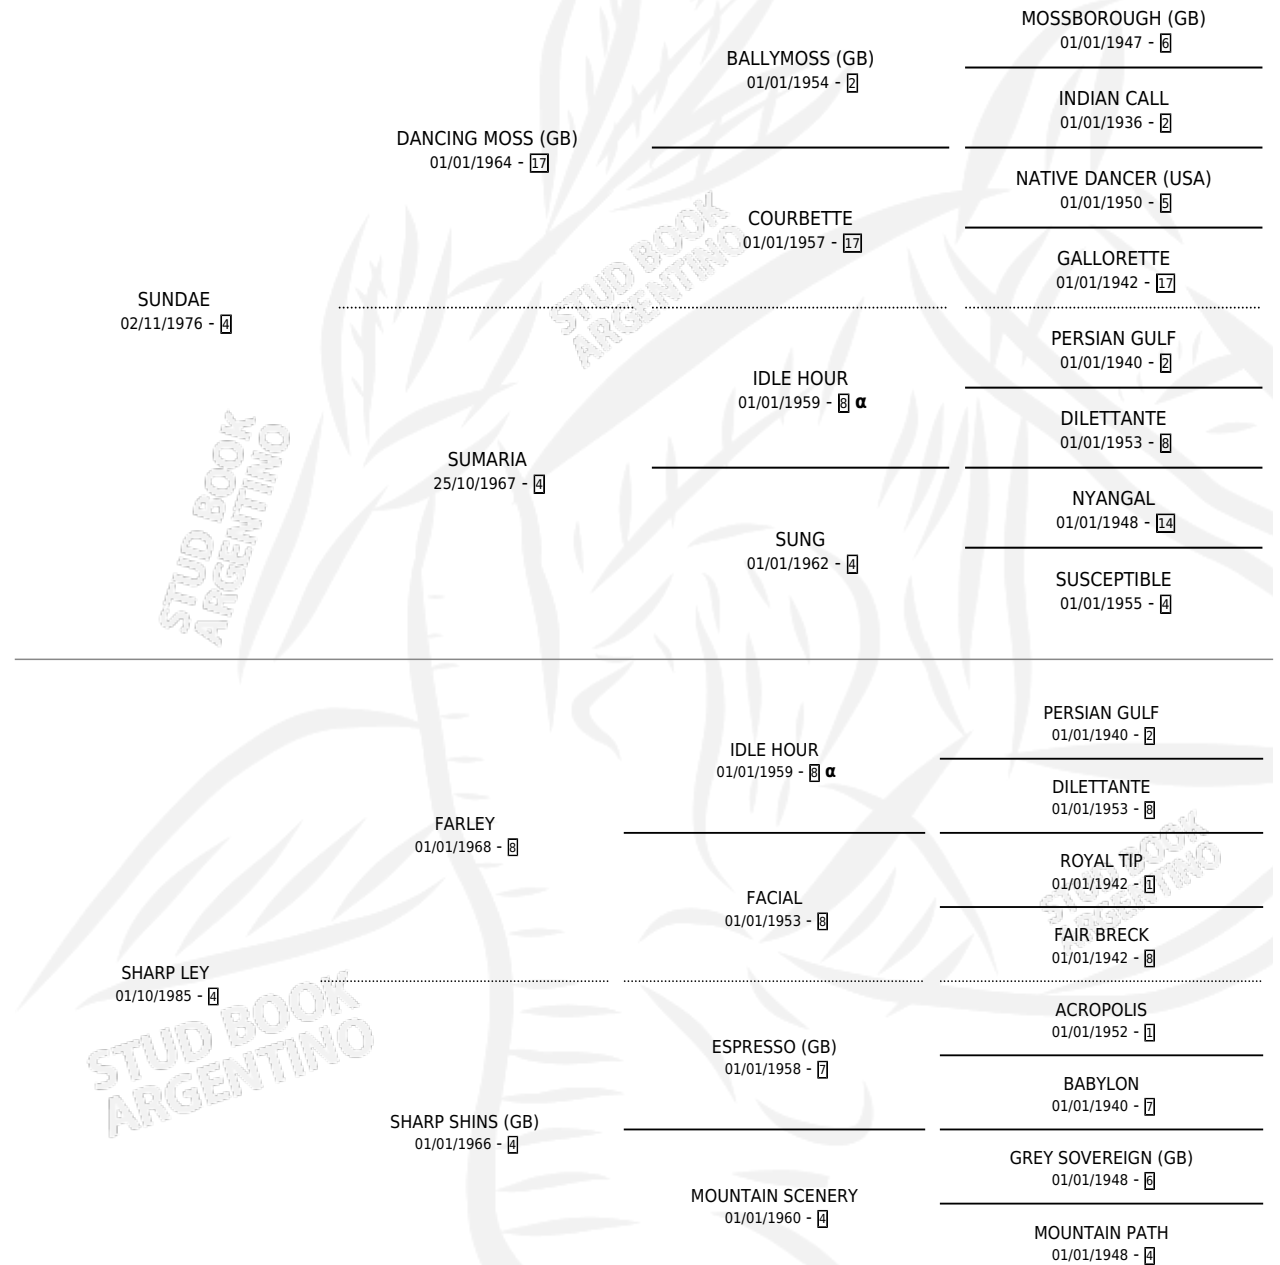 MOSSBOROUGH (GB)
01/01/1947 - 6
BALLYMOSS (GB)
01/01/1954 - 2
INDIAN CALL
01/01/1936 - 2
DANCING MOSS (GB)
01/01/1964 - 17
NATIVE DANCER (USA)
01/01/1950 - 5
COURBETTE
01/01/1957 - 17
GALLORETTE
01/01/1942 - 17
SUNDAE
02/11/1976 - 4
PERSIAN GULF
01/01/1940 - 2
IDLE HOUR
01/01/1959 - 8 α
DILETTANTE
01/01/1953 - 8
SUMARIA
25/10/1967 - 4
NYANGAL
01/01/1948 - 14
SUNG
01/01/1962 - 4
SUSCEPTIBLE
01/01/1955 - 4
PERSIAN GULF
01/01/1940 - 2
IDLE HOUR
01/01/1959 - 8 α
DILETTANTE
01/01/1953 - 8
FARLEY
01/01/1968 - 8
ROYAL TIP
01/01/1942 - 1
FACIAL
01/01/1953 - 8
FAIR BRECK
01/01/1942 - 8
SHARP LEY
01/10/1985 - 4
ACROPOLIS
01/01/1952 - 1
ESPRESSO (GB)
01/01/1958 - 7
BABYLON
01/01/1940 - 7
SHARP SHINS (GB)
01/01/1966 - 4
GREY SOVEREIGN (GB)
01/01/1948 - 6
MOUNTAIN SCENERY
01/01/1960 - 4
MOUNTAIN PATH
01/01/1948 - 4
STUD BOOK
ARGENTINO
STUD BOOK
ARGENTINO
STUD BOOK
ARGENTINO
STUD BOOK
ARGENTINO